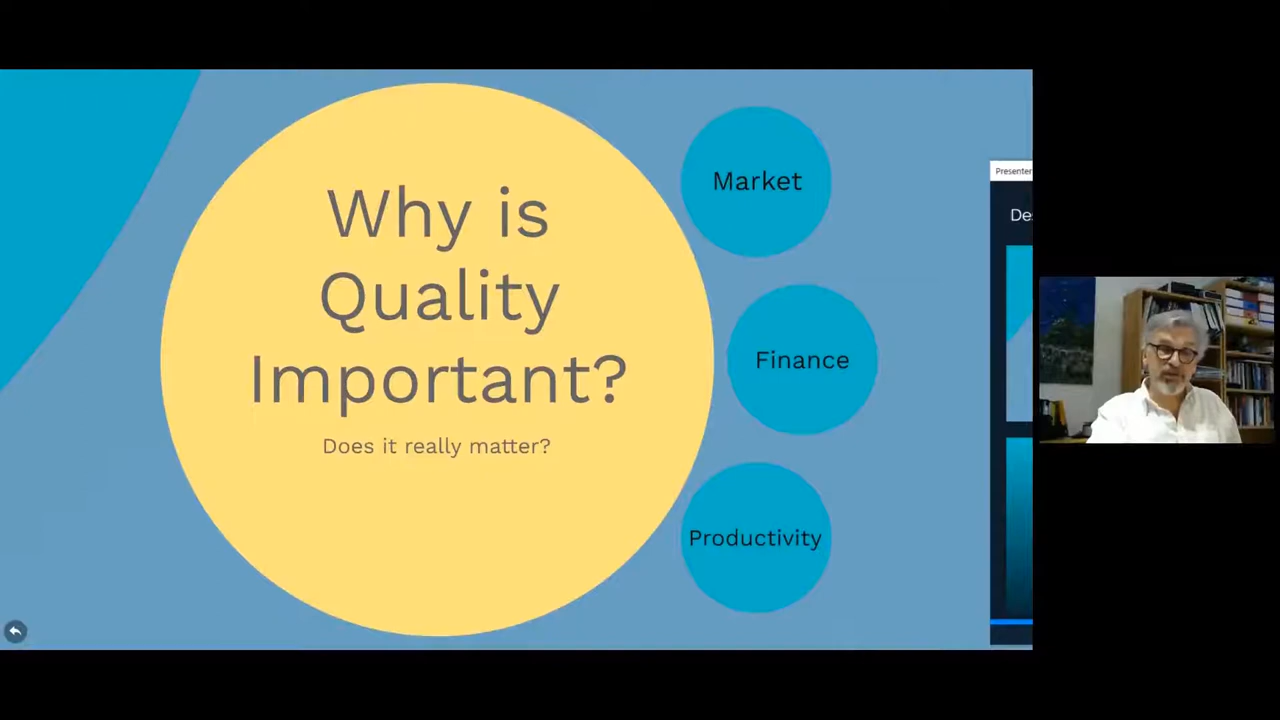 Why is
Quality
Important?
Does it really matter?
Market
Finance
Productivity
Presenter